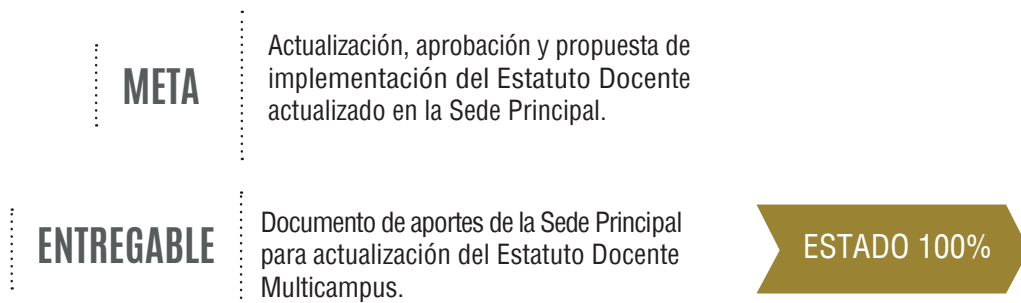 META
Actualización, aprobación y propuesta de
implementación del Estatuto Docente
actualizado en la Sede Principal.
ENTREGABLE
Documento de aportes de la Sede Principal
para actualización del Estatuto Docente
Multicampus.
ESTADO 100%